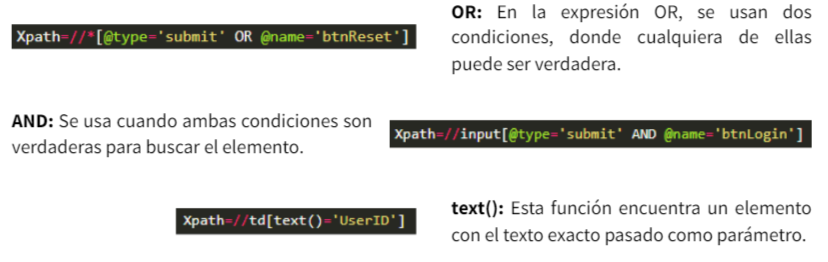 Xpath=//*[@type='submit' OR @name='btnReset']
OR: En la expresión OR, se usan dos
condiciones, donde cualquiera de ellas
puede ser verdadera.
AND: Se usa cuando ambas condiciones son
verdaderas para buscar el elemento.
Xpath=//input[@type='submit' AND @name='btnLogin']
Xpath=//td[text()='UserID']
text(): Esta función encuentra un elemento
con el texto exacto pasado como parámetro.